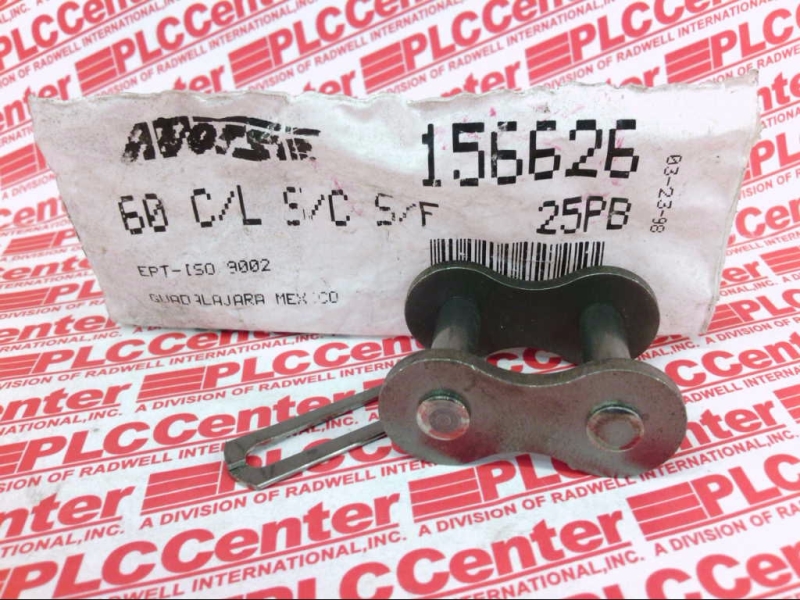 156626
60 C/L S/C S/F
25PB
03-23-98
EPT-ISO 9002
GUADALAJARA MEXICO
PLCCenter
A DIVISION OF RADWELL INTERNATIONAL, INC.